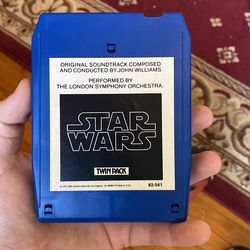 ORIGINAL SOUNDTRACK COMPOSED
AND CONDUCTED BY JOHN WILLIAMS
PERFORMED BY
THE LONDON SYMPHONY ORCHESTRA
STAR
WARS
TWIN PACK
82-541